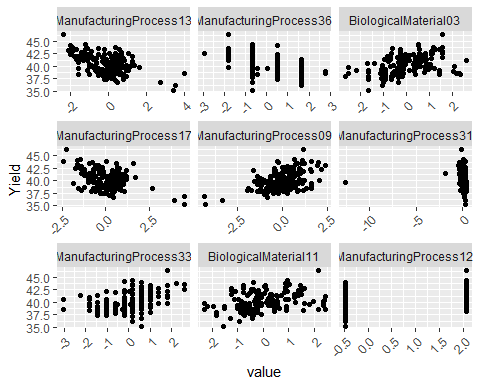 ManufacturingProcess13 ManufacturingProcess36 BiologicalMaterial03
45.0
42.5
40.0
37.5
35.0
-2 0 2 4 -3 -2 -1 0 1 2 3 -2 -1 0 1 2
ManufacturingProcess17 ManufacturingProcess09 ManufacturingProcess31
45.0
42.5
40.0
37.5
35.0
-2.5 0.0 2.5 -2.5 0.0 2.5 -10 -5 0
ManufacturingProcess33 BiologicalMaterial11 ManufacturingProcess12
45.0
42.5
40.0
37.5
35.0
-3 -2 -1 0 1 2 -2 -1 0 1 2 -0.5 0.0 0.5 1.0 1.5 2.0
Yield
value